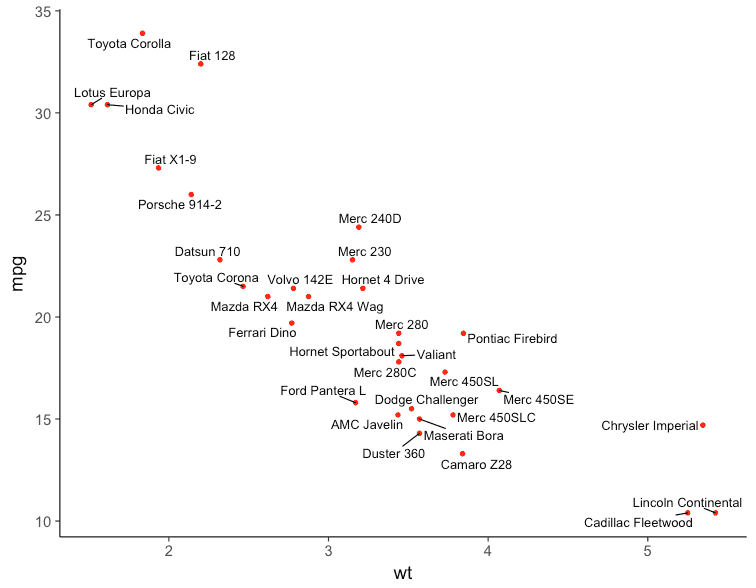 35
Toyota Corolla
Fiat 128
Lotus Europa
30
Honda Civic
Fiat X1-9
Porsche 914-2
25
Merc 240D
Datsun 710
Merc 230
Toyota Corona
Volvo 142E
Hornet 4 Drive
Mazda RX4
Mazda RX4 Wag
mpg
20
Merc 280
Ferrari Dino
Pontiac Firebird
Hornet Sportabout
Valiant
Merc 280C
Merc 450SL
Ford Pantera L
Dodge Challenger
Merc 450SE
15
AMC Javelin
Merc 450SLC
Chrysler Imperial
Maserati Bora
Duster 360
Camaro Z28
Lincoln Continental
10
Cadillac Fleetwood
2
3
4
5
wt